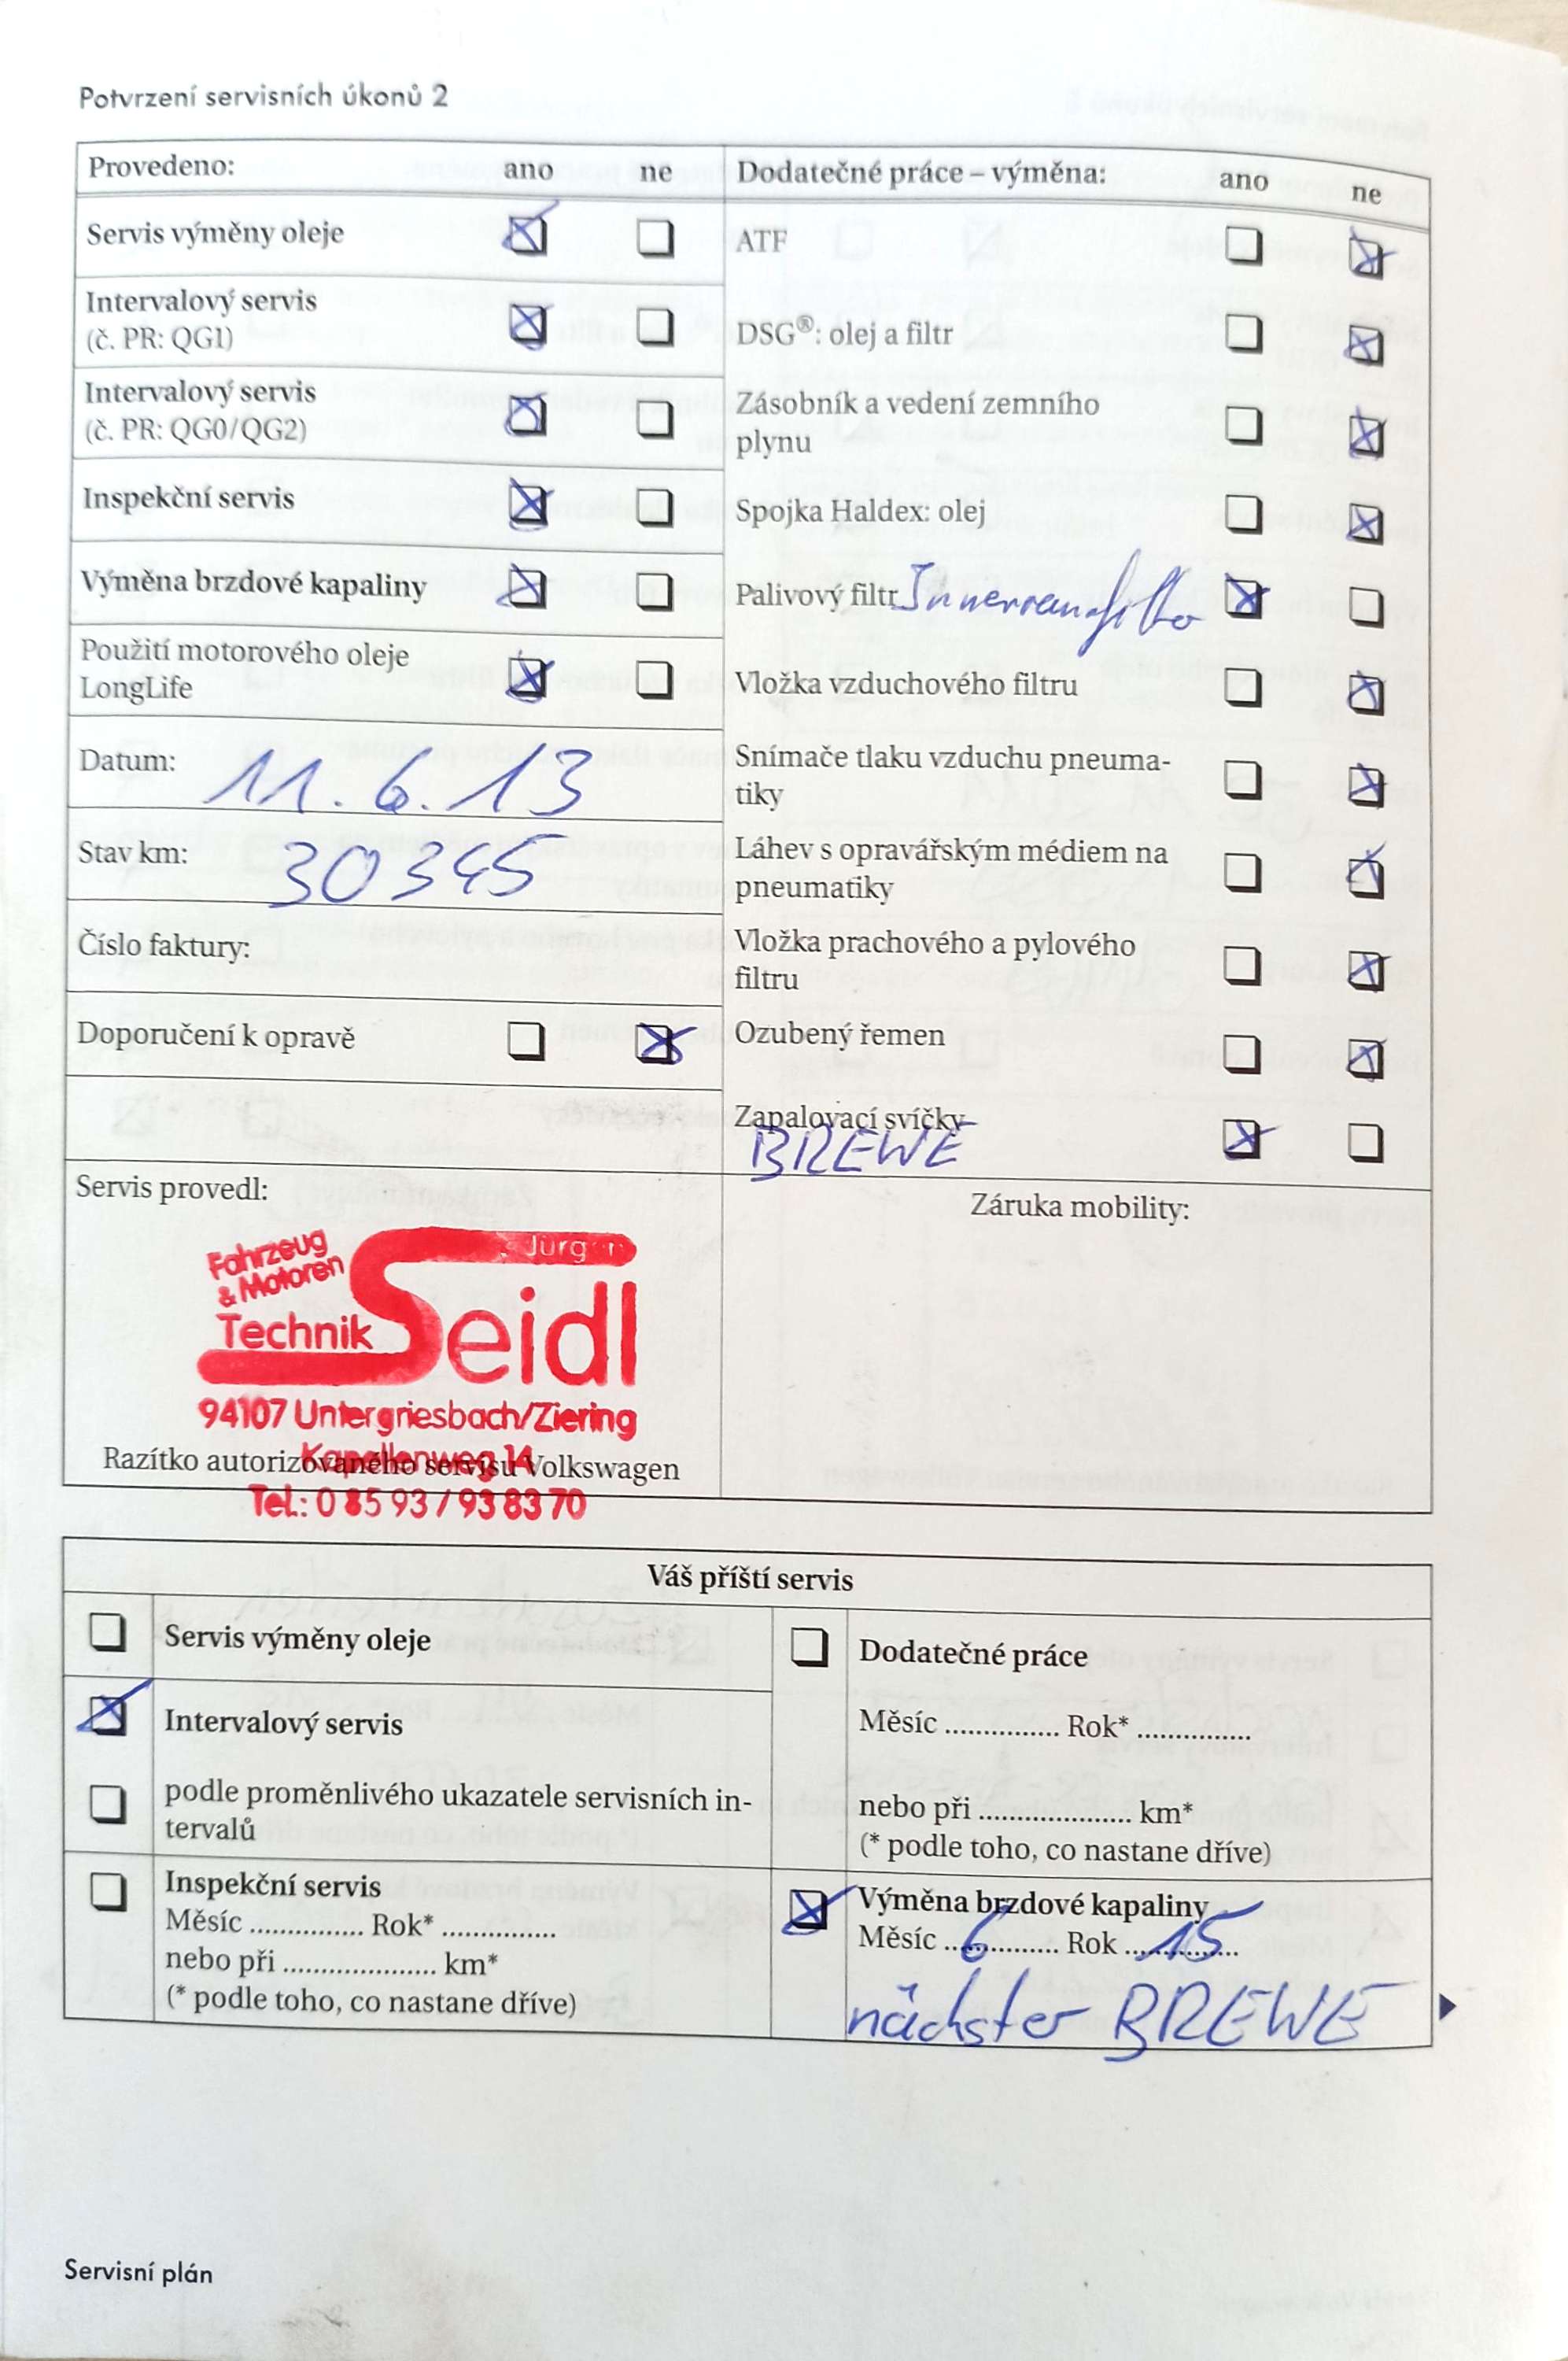 Potvrzení servisních úkonů 2
Provedeno: ano ne
Servis výměny oleje
Intervalový servis
(č. PR: QG1)
Intervalový servis
(č. PR: QG0/QG2)
Inspekční servis
Výměna brzdové kapaliny
Použití motorového oleje
LongLife
Datum: 11.6.13
Stav km: 30345
Číslo faktury:
Doporučení k opravě
Dodatečné práce – výměna: ano ne
ATF
DSG®: olej a filtr
Zásobník a vedení zemního
plynu
Spojka Haldex: olej
Palivový filtr Innenraumfilter
Vložka vzduchového filtru
Snímače tlaku vzduchu pneuma-
tiky
Láhev s opravářským médiem na
pneumatiky
Vložka prachového a pylového
filtru
Ozubený řemen
Zapalovací svíčky
BREWE
Servis provedl:
Fahrzeug
& Motoren
Technik
Jürgen
Seidl
94107 Untergriesbach/Ziering
Kapellenweg 14
Razítko autorizovaného servisu Volkswagen
Tel.: 0 85 93 / 93 83 70
Záruka mobility:
Váš příští servis
Servis výměny oleje
Intervalový servis
podle proměnlivého ukazatele servisních in-
tervalů
Inspekční servis
Měsíc ............... Rok* ...............
nebo při .................... km*
(* podle toho, co nastane dříve)
Dodatečné práce
Měsíc ............... Rok* ...............
nebo při .................... km*
(* podle toho, co nastane dříve)
Výměna brzdové kapaliny
Měsíc 6 Rok 15
nächster BREWE
Servisní plán